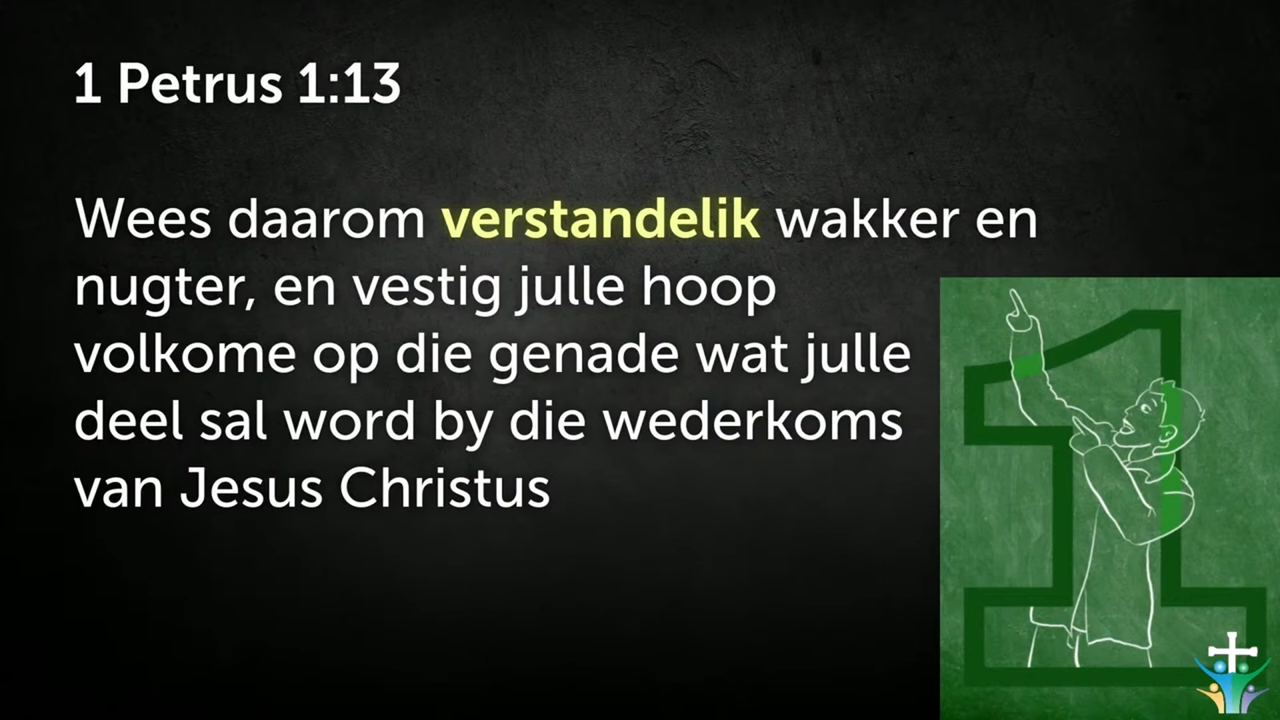 1 Petrus 1:13
Wees daarom verstandelik wakker en
nugter, en vestig julle hoop
volkome op die genade wat julle
deel sal word by die wederkoms
van Jesus Christus
1